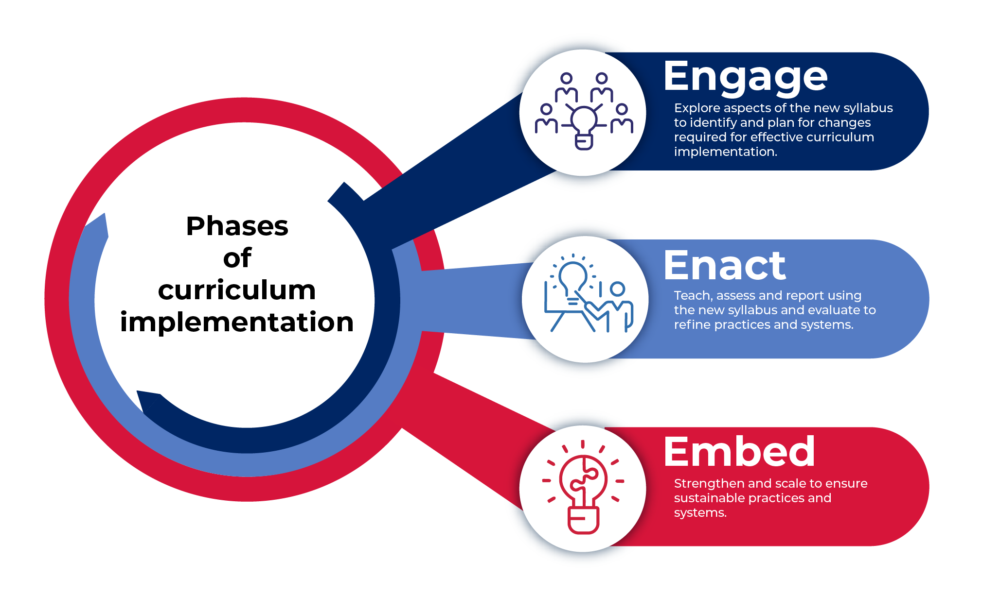 Phases
of
curriculum
implementation
Engage
Explore aspects of the new syllabus
to identify and plan for changes
required for effective curriculum
implementation.
Enact
Teach, assess and report using
the new syllabus and evaluate to
refine practices and systems.
Embed
Strengthen and scale to ensure
sustainable practices and
systems.